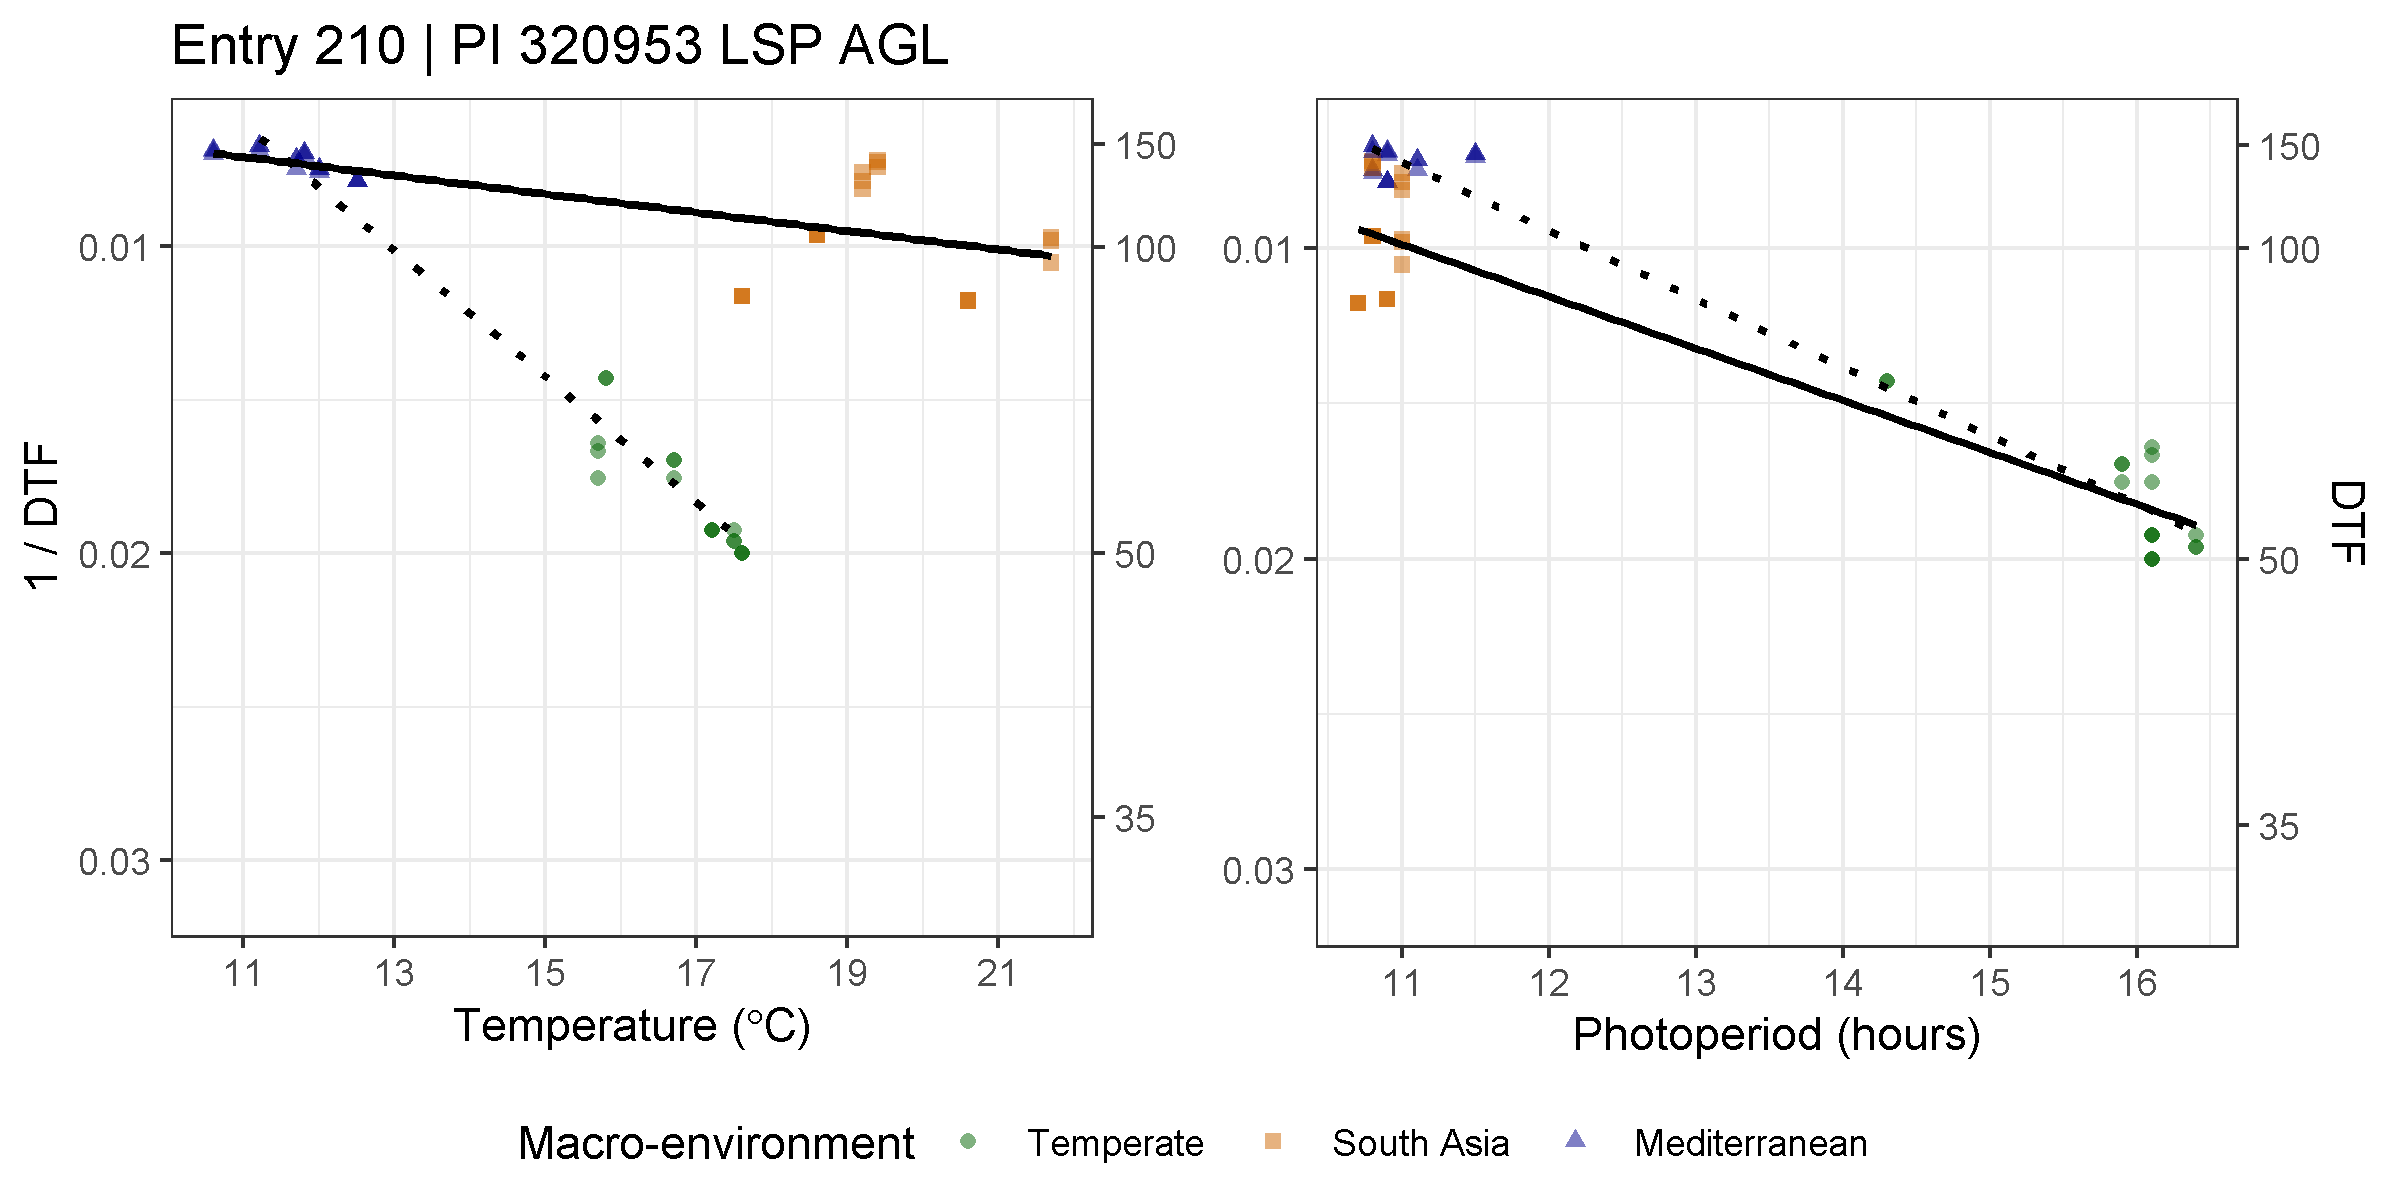 Entry 210 | PI 320953 LSP AGL
1 / DTF
0.01
0.02
0.03
150
100
50
35
11 13 15 17 19 21
Temperature (°C)
0.01
0.02
0.03
150
100
50
35
DTF
11 12 13 14 15 16
Photoperiod (hours)
Macro-environment Temperate South Asia Mediterranean